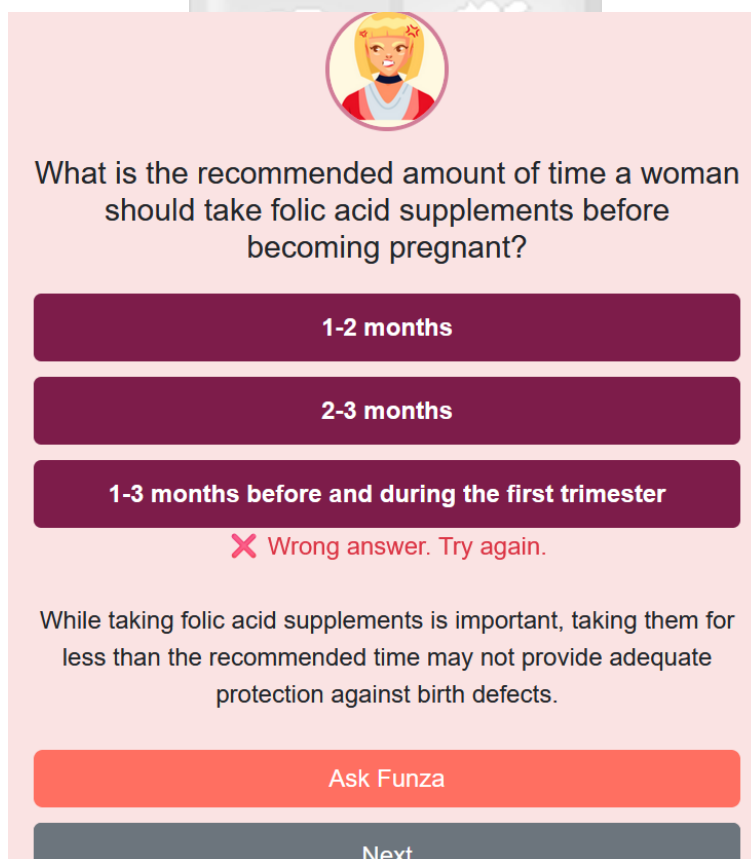 What is the recommended amount of time a woman
should take folic acid supplements before
becoming pregnant?
1-2 months
2-3 months
1-3 months before and during the first trimester
❌ Wrong answer. Try again.
While taking folic acid supplements is important, taking them for
less than the recommended time may not provide adequate
protection against birth defects.
Ask Funza
Next